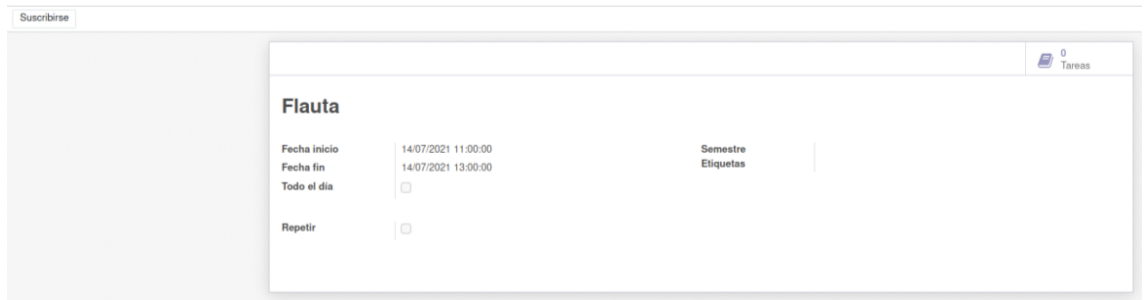 Suscribirse
0
Tareas
Flauta
Fecha inicio 14/07/2021 11:00:00 Semestre
Fecha fin 14/07/2021 13:00:00 Etiquetas
Todo el día
Repetir